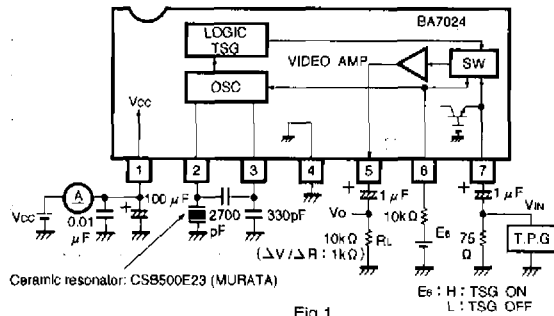 BA7024
LOGIC
TSG
VIDEO AMP
SW
OSC
Vcc
1
2
3
4
5
6
7
A
Vcc
0.01
μF
+
100 μF
2700
pF
330pF
+
1 μF
Vo
10kΩ
RL
(ΔV/ΔR : 1kΩ)
10kΩ
E6
+
1 μF
VIN
75
Ω
T.P.G
Ceramic resonator: CSB500E23 (MURATA)
E6 : H : TSG ON
L : TSG OFF
Fig.1